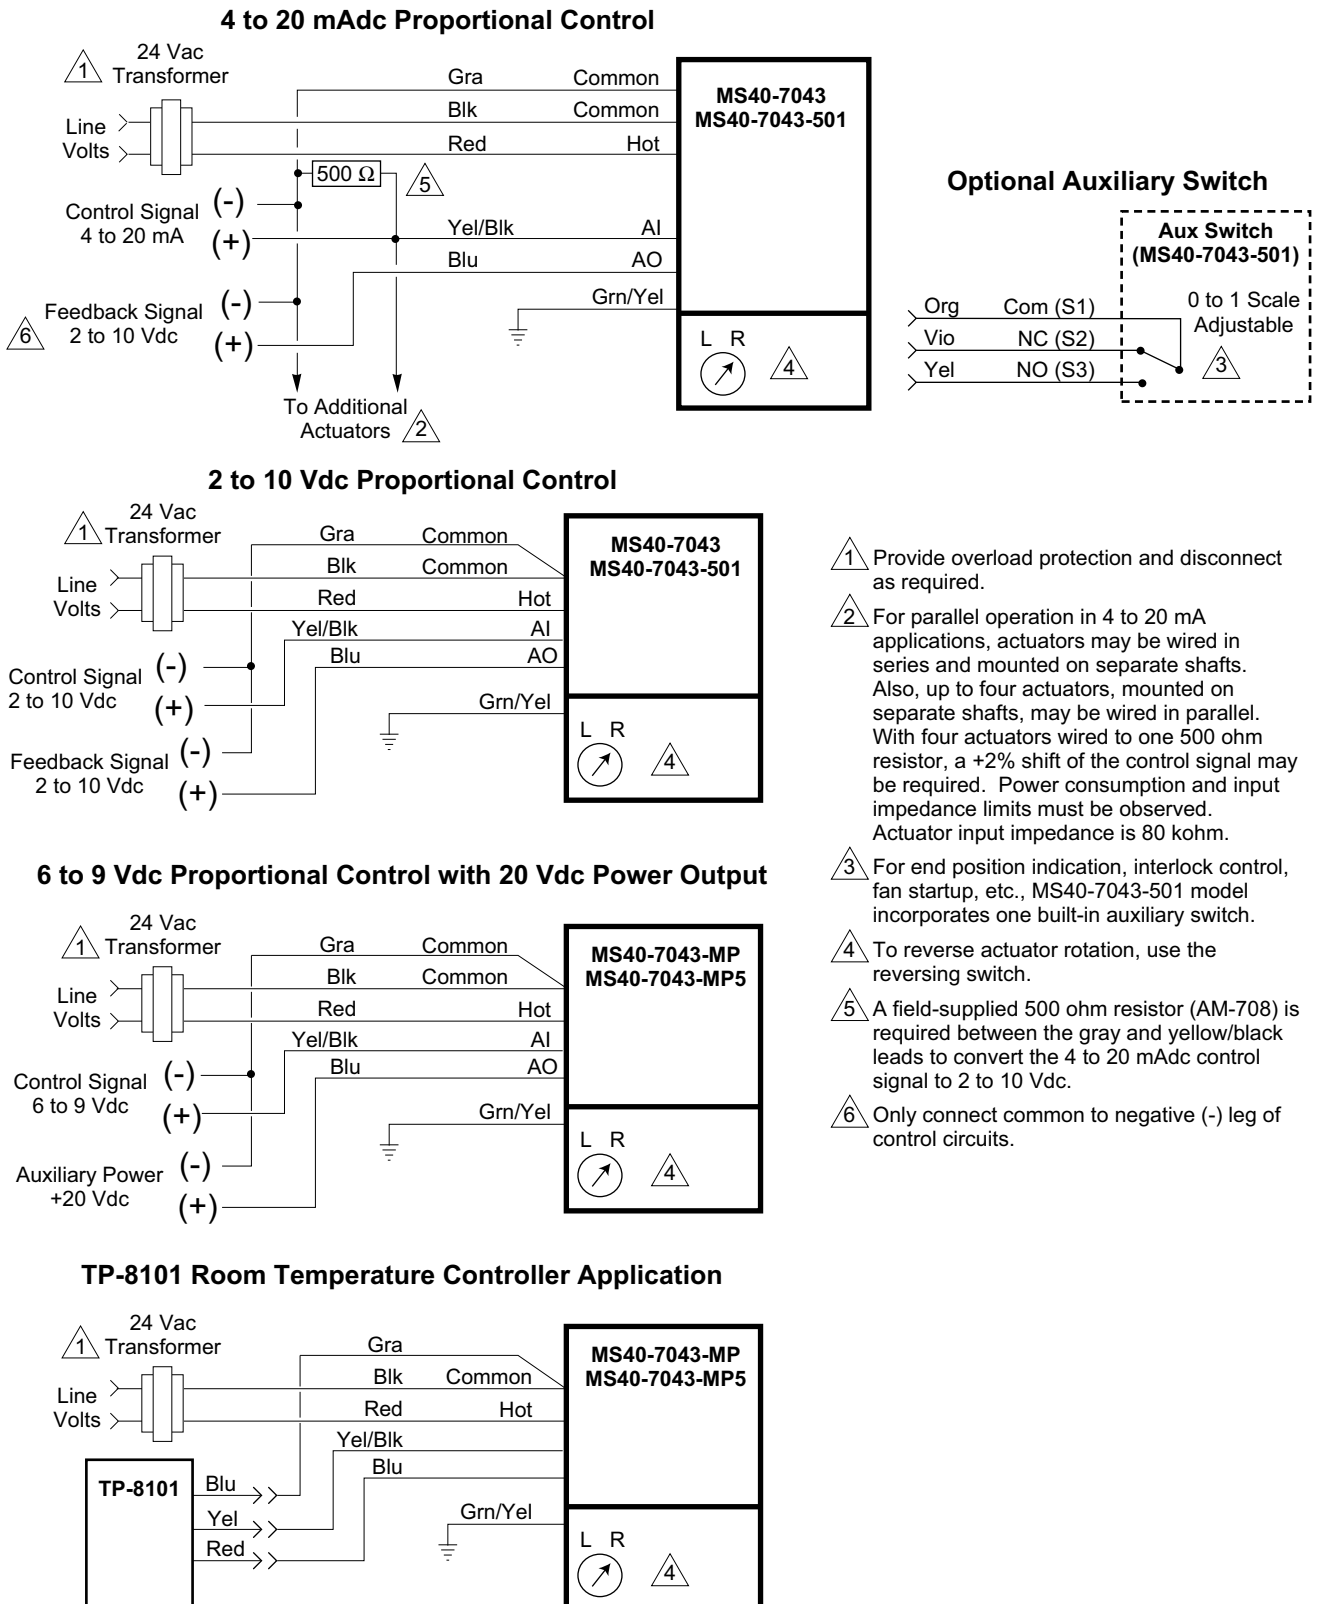 4 to 20 mAdc Proportional Control
1
24 Vac
Transformer
Line
Volts
Gra Common
Blk Common
Red Hot
500 Ω
5
Control Signal
4 to 20 mA
(-)
(+)
Yel/Blk AI
Blu AO
Grn/Yel
6
Feedback Signal
2 to 10 Vdc
(-)
(+)
To Additional
Actuators
2
MS40-7043
MS40-7043-501
L R
4
Optional Auxiliary Switch
Aux Switch
(MS40-7043-501)
0 to 1 Scale
Adjustable
3
Org Com (S1)
Vio NC (S2)
Yel NO (S3)
2 to 10 Vdc Proportional Control
1
24 Vac
Transformer
Line
Volts
Gra Common
Blk Common
Red Hot
Yel/Blk AI
Blu AO
Grn/Yel
Control Signal
2 to 10 Vdc
(-)
(+)
Feedback Signal
2 to 10 Vdc
(-)
(+)
MS40-7043
MS40-7043-501
L R
4
6 to 9 Vdc Proportional Control with 20 Vdc Power Output
1
24 Vac
Transformer
Line
Volts
Gra Common
Blk Common
Red Hot
Yel/Blk AI
Blu AO
Grn/Yel
Control Signal
6 to 9 Vdc
(-)
(+)
Auxiliary Power
+20 Vdc
(-)
(+)
MS40-7043-MP
MS40-7043-MP5
L R
4
TP-8101 Room Temperature Controller Application
1
24 Vac
Transformer
Line
Volts
Gra
Blk Common
Red Hot
Yel/Blk
Blu
Grn/Yel
TP-8101
Blu
Yel
Red
MS40-7043-MP
MS40-7043-MP5
L R
4
1 Provide overload protection and disconnect
as required.
2 For parallel operation in 4 to 20 mA
applications, actuators may be wired in
series and mounted on separate shafts.
Also, up to four actuators, mounted on
separate shafts, may be wired in parallel.
With four actuators wired to one 500 ohm
resistor, a +2% shift of the control signal may
be required. Power consumption and input
impedance limits must be observed.
Actuator input impedance is 80 kohm.
3 For end position indication, interlock control,
fan startup, etc., MS40-7043-501 model
incorporates one built-in auxiliary switch.
4 To reverse actuator rotation, use the
reversing switch.
5 A field-supplied 500 ohm resistor (AM-708) is
required between the gray and yellow/black
leads to convert the 4 to 20 mAdc control
signal to 2 to 10 Vdc.
6 Only connect common to negative (-) leg of
control circuits.